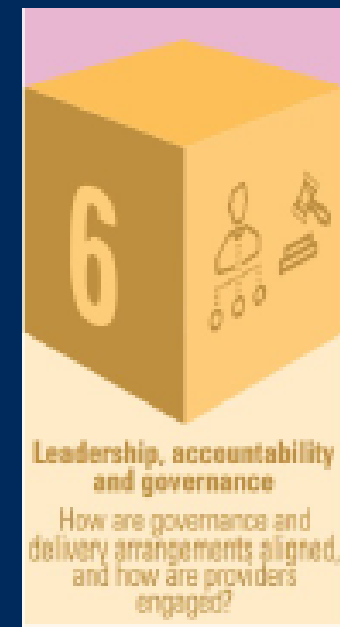 6
Leadership, accountability
and governance
How are governance and
delivery arrangements aligned,
and how are providers
engaged?